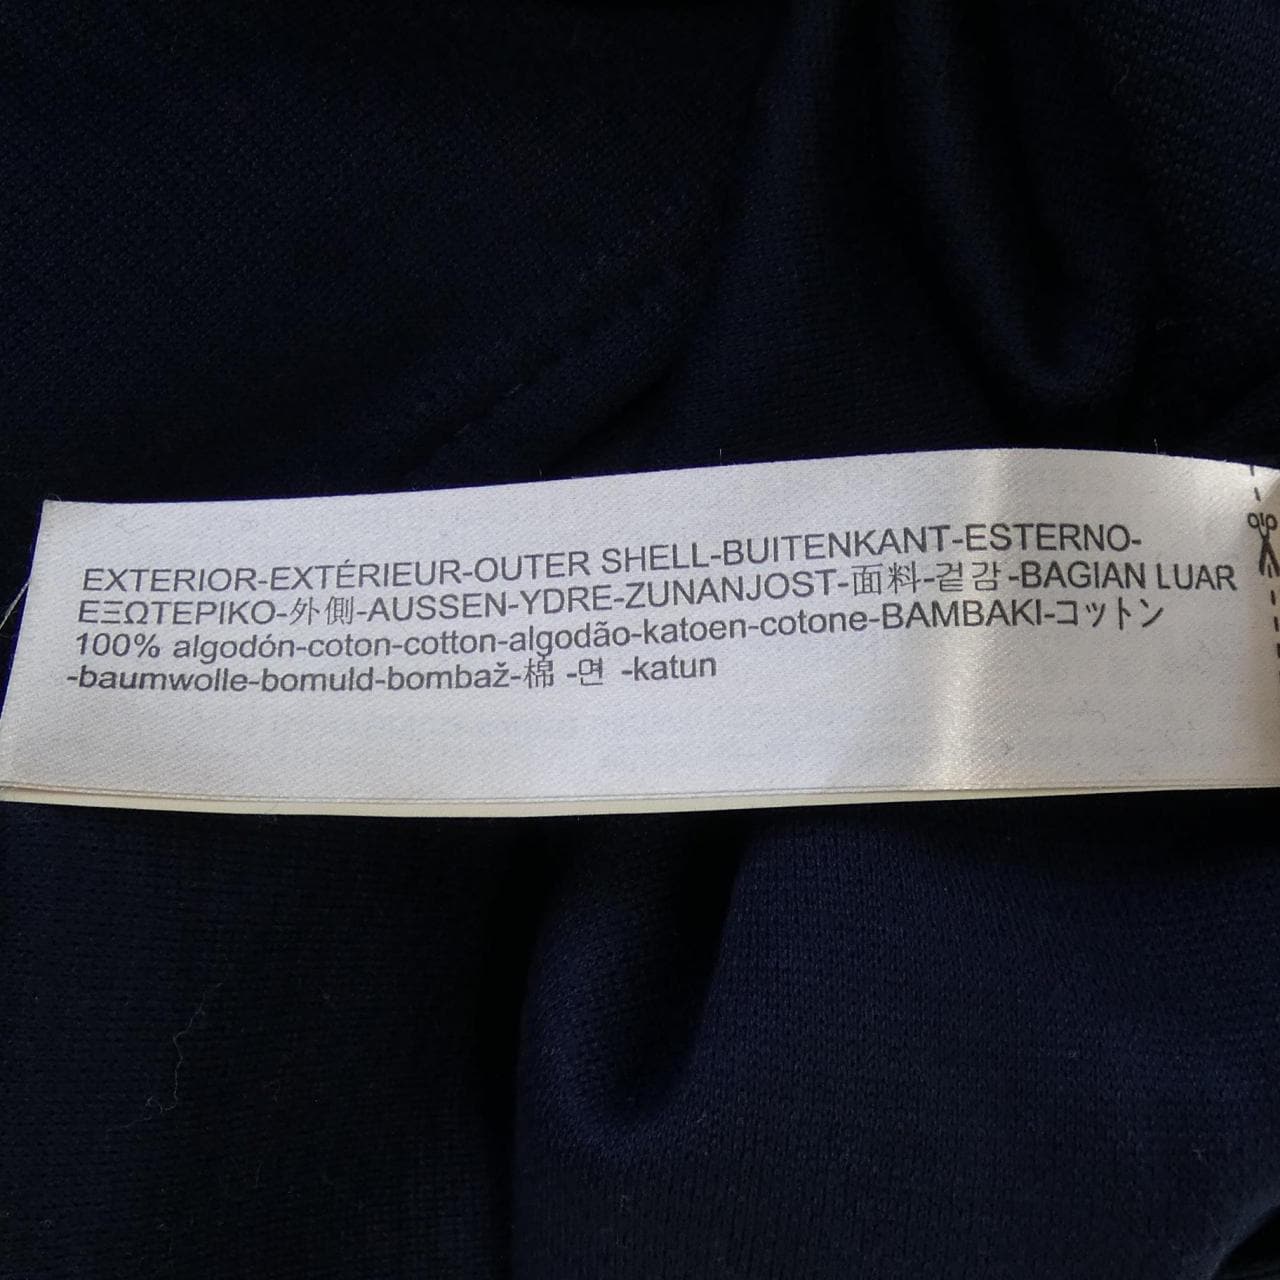 EXTERIOR-EXTÉRIEUR-OUTER SHELL-BUITENKANT-ESTERNO-
ΕΞΩΤΕΡΙΚΟ-外側-AUSSEN-YDRE-ZUNANJOST-面料-겉감-BAGIAN LUAR
100% algodón-coton-cotton-algodão-katoen-cotone-BAMBAKI-コットン
-baumwolle-bomuld-bombaž-棉 -면 -katun